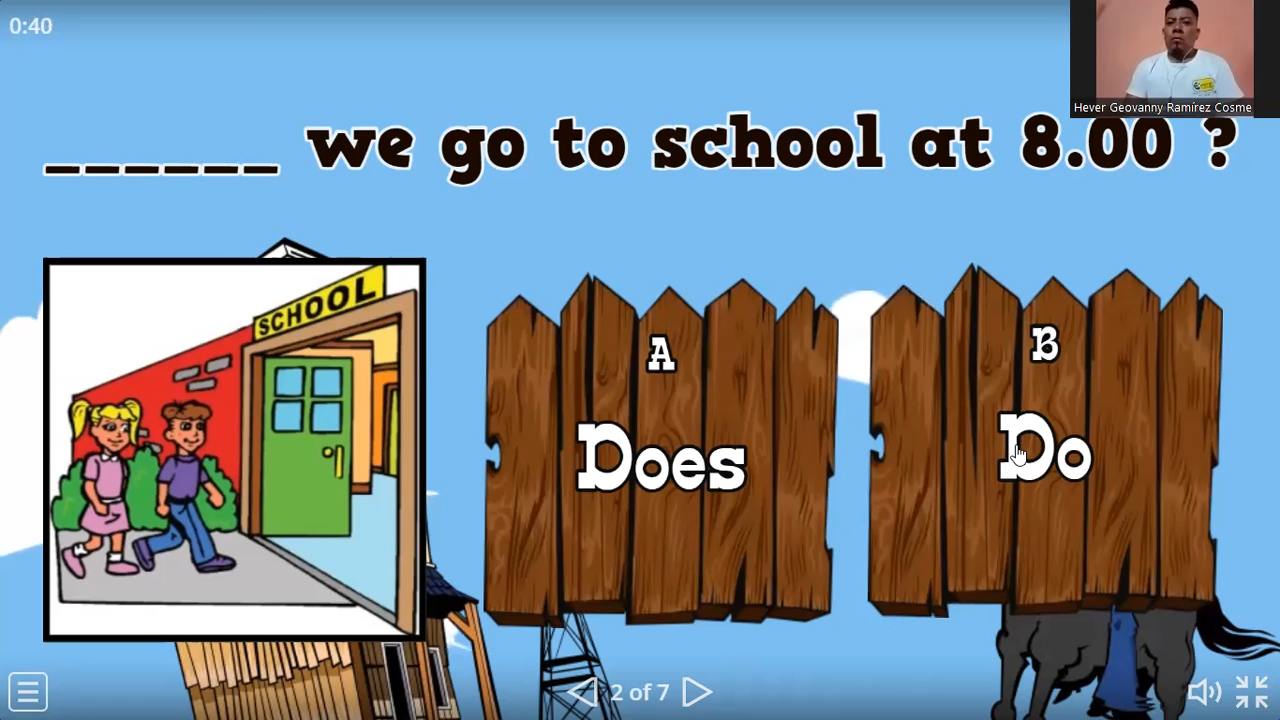 0:40
Hever Geovanny Ramírez Cosme
______ we go to school at 8.00 ?
SCHOOL
A
Does
B
Do
2 of 7